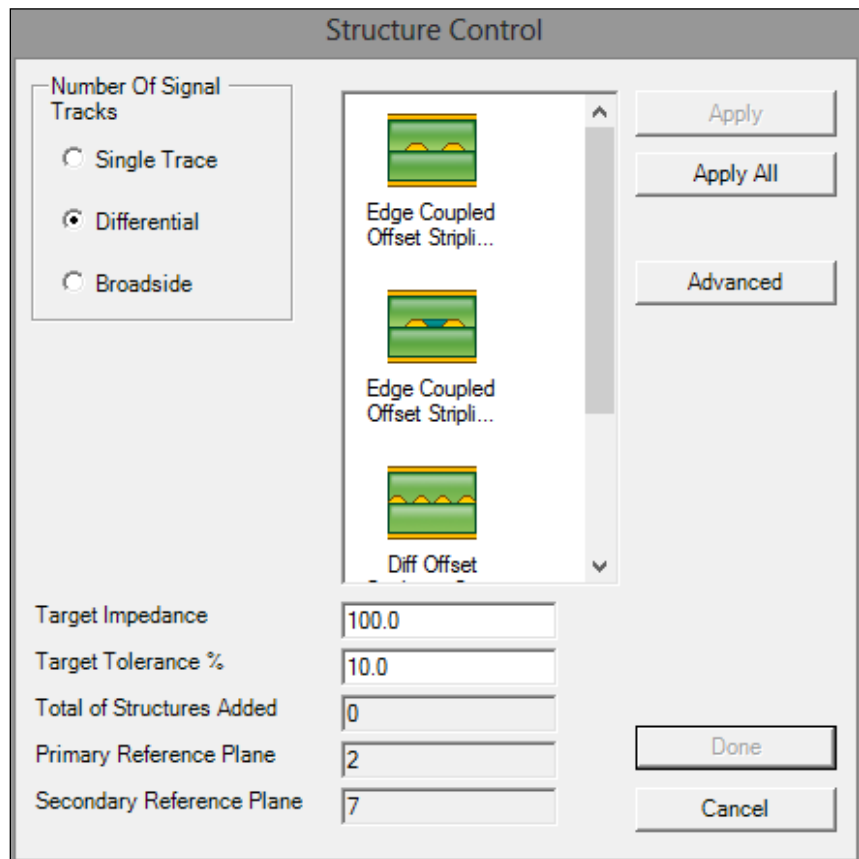 Structure Control
Number Of Signal
Tracks
Single Trace
Differential
Broadside
Edge Coupled
Offset Stripli...
Edge Coupled
Offset Stripli...
Diff Offset
Apply
Apply All
Advanced
Target Impedance
100.0
Target Tolerance %
10.0
Total of Structures Added
0
Primary Reference Plane
2
Secondary Reference Plane
7
Done
Cancel